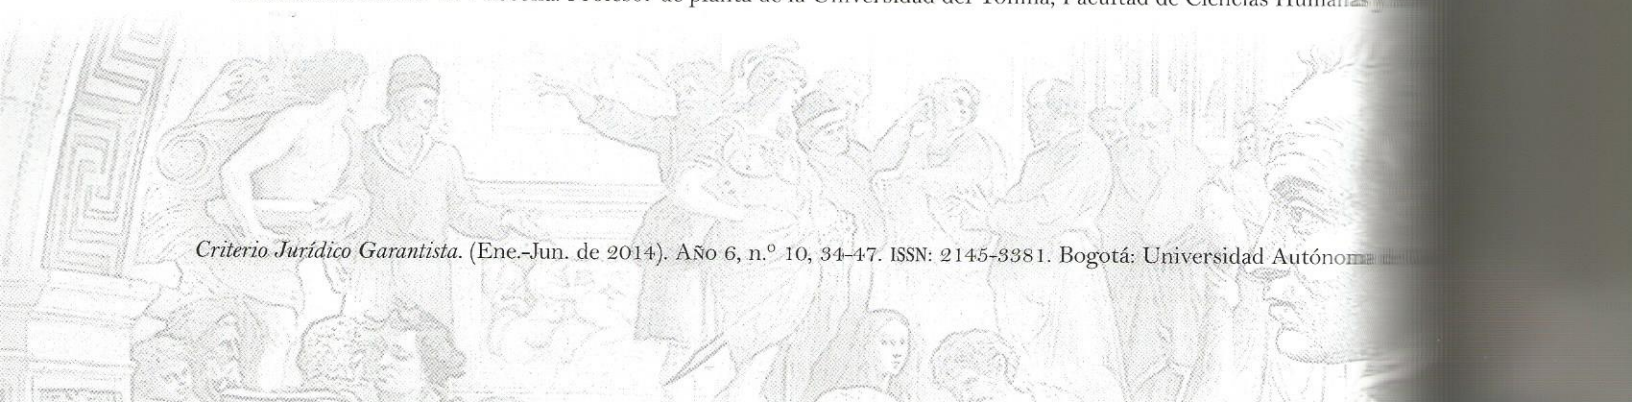 Profesor de planta de la Universidad del Tolima, Facultad de Ciencias
Criterio Jurídico Garantista. (Ene.-Jun. de 2014). Año 6, n.º 10, 34-47. ISSN: 2145-3381. Bogotá: Universidad Autónoma